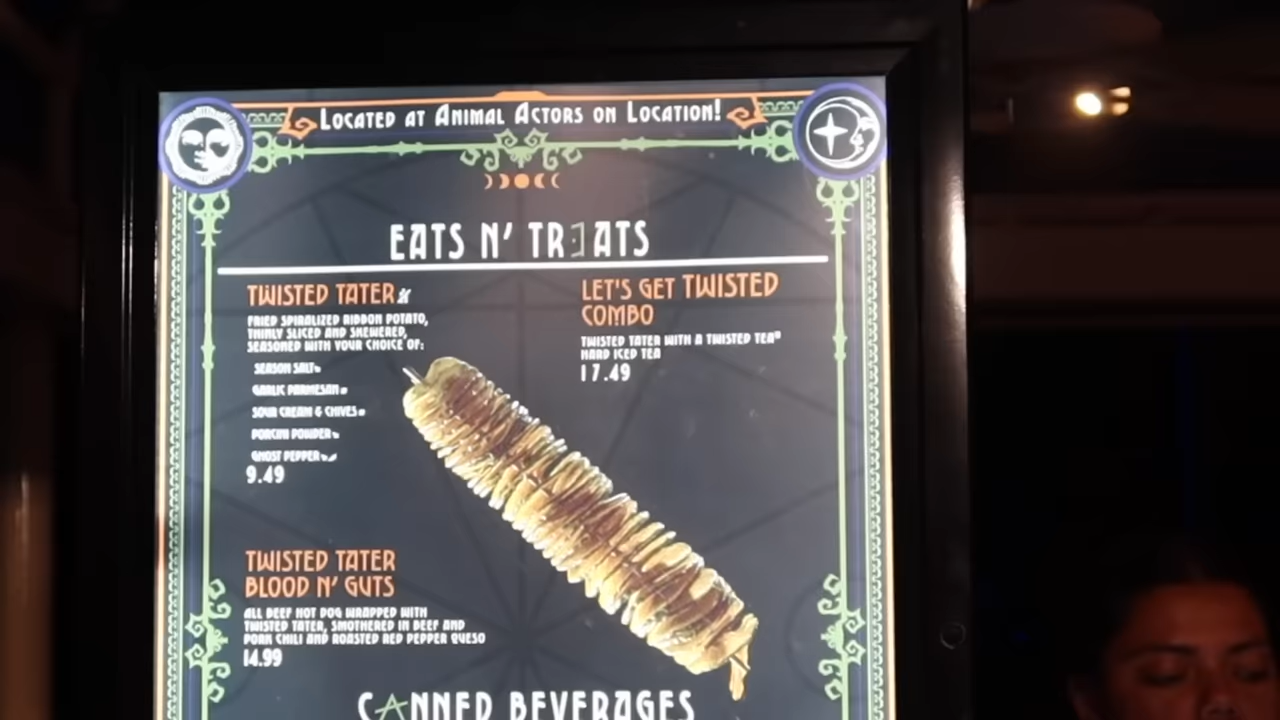 LOCATED AT ANIMAL ACTORS ON LOCATION!
EATS N' TREATS
TWISTED TATER
FRIED SPIRALIZED RIBBON POTATO,
THINLY SLICED AND SKEWERED,
SEASONED WITH YOUR CHOICE OF:
SEASON SALT
GARLIC PARMESAN
SOUR CREAM & CHIVES
PORCINI POWDER
GHOST PEPPER
9.49
LET'S GET TWISTED
COMBO
TWISTED TATER WITH A TWISTED TEA®
HARD ICED TEA
17.49
TWISTED TATER
BLOOD N' GUTS
ALL BEEF HOT DOG WRAPPED WITH
TWISTED TATER, SMOTHERED IN BEEF AND
PORK CHILI AND ROASTED RED PEPPER QUESO
14.99
CANNED BEVERAGES